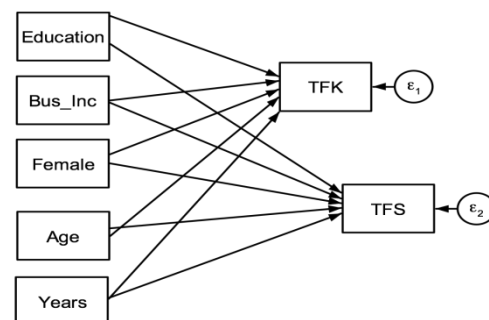 Education
Bus_Inc
Female
Age
Years
TFK
ε1
TFS
ε2